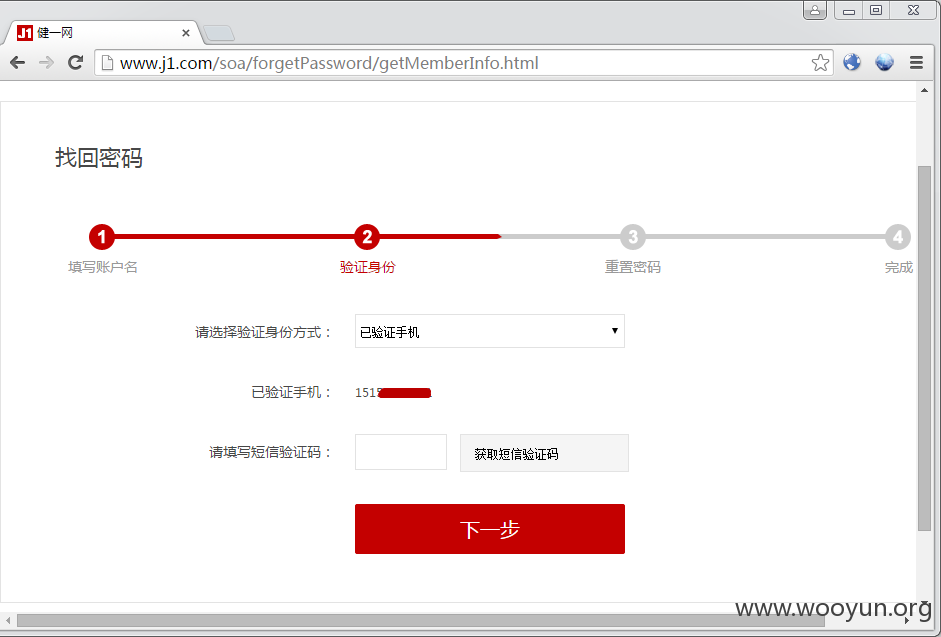 J1 健一网
www.j1.com/soa/forgetPassword/getMemberInfo.html
找回密码
1 2 3 4
填写账户名 验证身份 重置密码 完成
请选择验证身份方式： 已验证手机
已验证手机： 151
请填写短信验证码： 获取短信验证码
下一步
www.wooyun.org